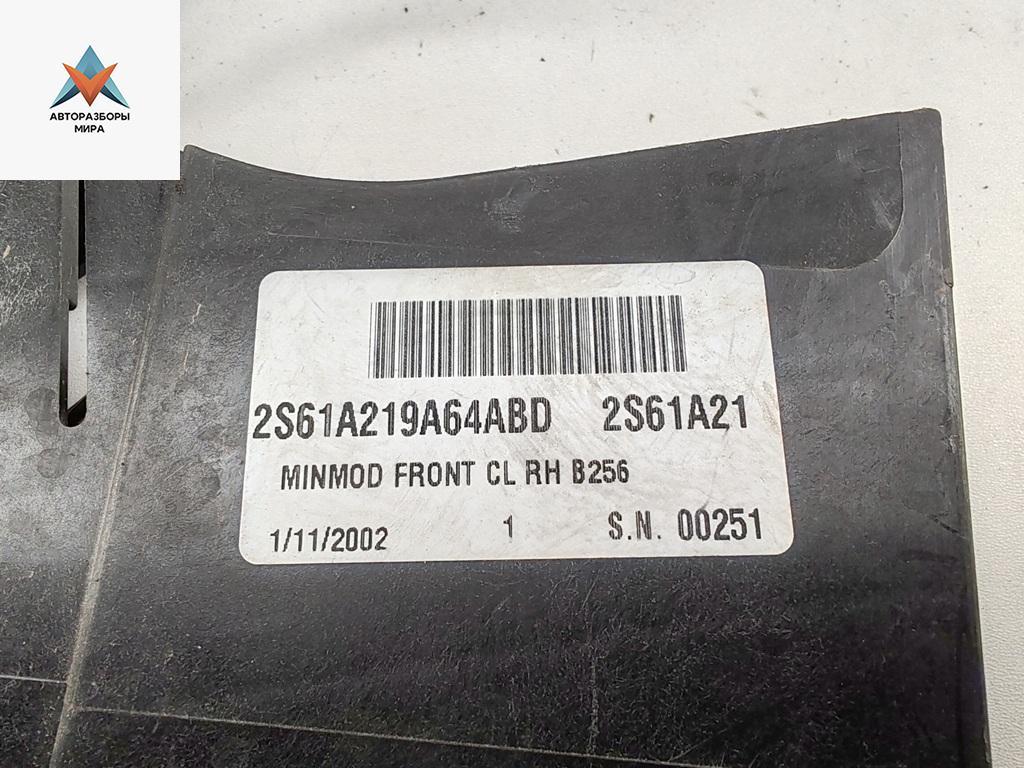 АВТОРАЗБОРЫ
МИРА
2S61A219A64ABD 2S61A21
MINMOD FRONT CL RH B256
1/11/2002 1 S.N. 00251